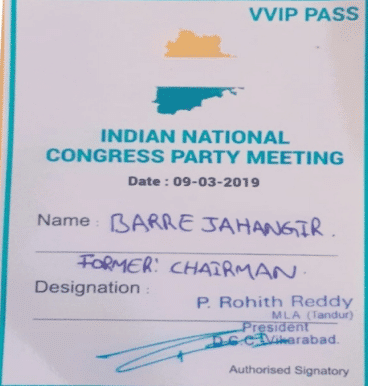 VVIP PASS
INDIAN NATIONAL
CONGRESS PARTY MEETING
Date : 09-03-2019
Name : BARRE JAHANGIR.
FORMER: CHAIRMAN.
Designation :
P. Rohith Reddy
MLA (Tandur)
President
D.C.C. Vikarabad.
Authorised Signatory